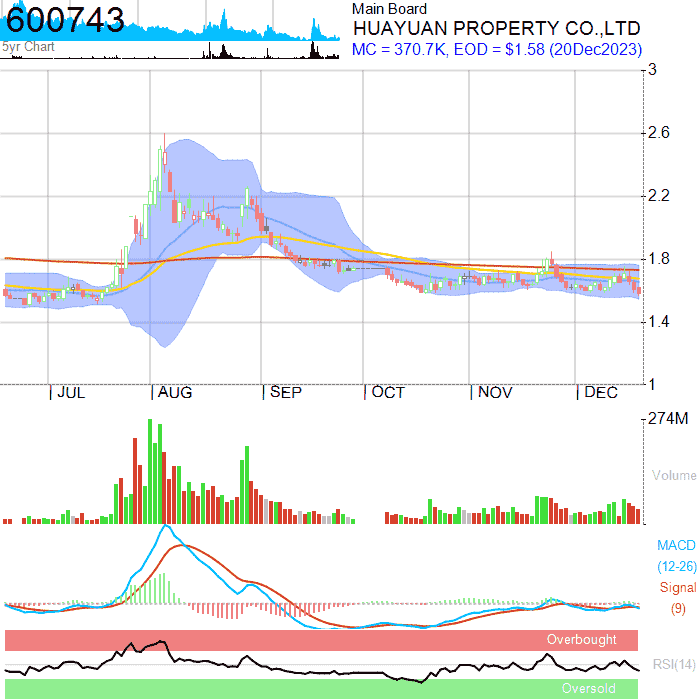 600743
5yr Chart
Main Board
HUAYUAN PROPERTY CO.,LTD
MC = 370.7K, EOD = $1.58 (20Dec2023)
3
2.6
2.2
1.8
1.4
1
JUL AUG SEP OCT NOV DEC
274M
Volume
MACD
(12-26)
Signal
(9)
Overbought
RSI(14)
Oversold